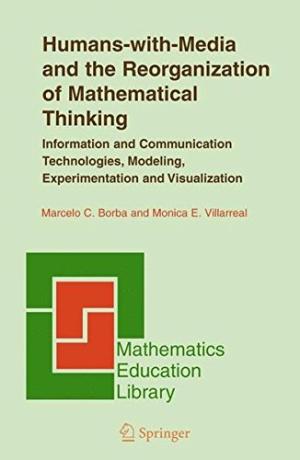 Humans-with-Media
and the Reorganization
of Mathematical
Thinking
Information and Communication
Technologies, Modeling,
Experimentation and Visualization
Marcelo C. Borba and Monica E. Villarreal
Mathematics
Education
Library
Springer